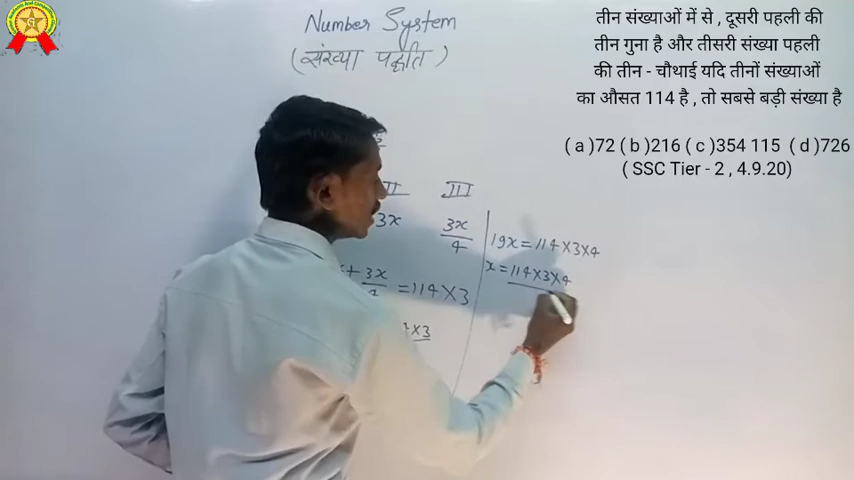 Number System
(संख्या पद्धति)
तीन संख्याओं में से , दूसरी पहली की
तीन गुना है और तीसरी संख्या पहली
की तीन - चौथाई यदि तीनों संख्याओं
का औसत 114 है , तो सबसे बड़ी संख्या है
( a )72 ( b )216 ( c )354 115 ( d )726
( SSC Tier - 2 , 4.9.20)
II III
3x 3x/4
+ 3x/4 = 114 × 3
× 3
19x = 114 × 3 × 4
x = 114 × 3 × 4